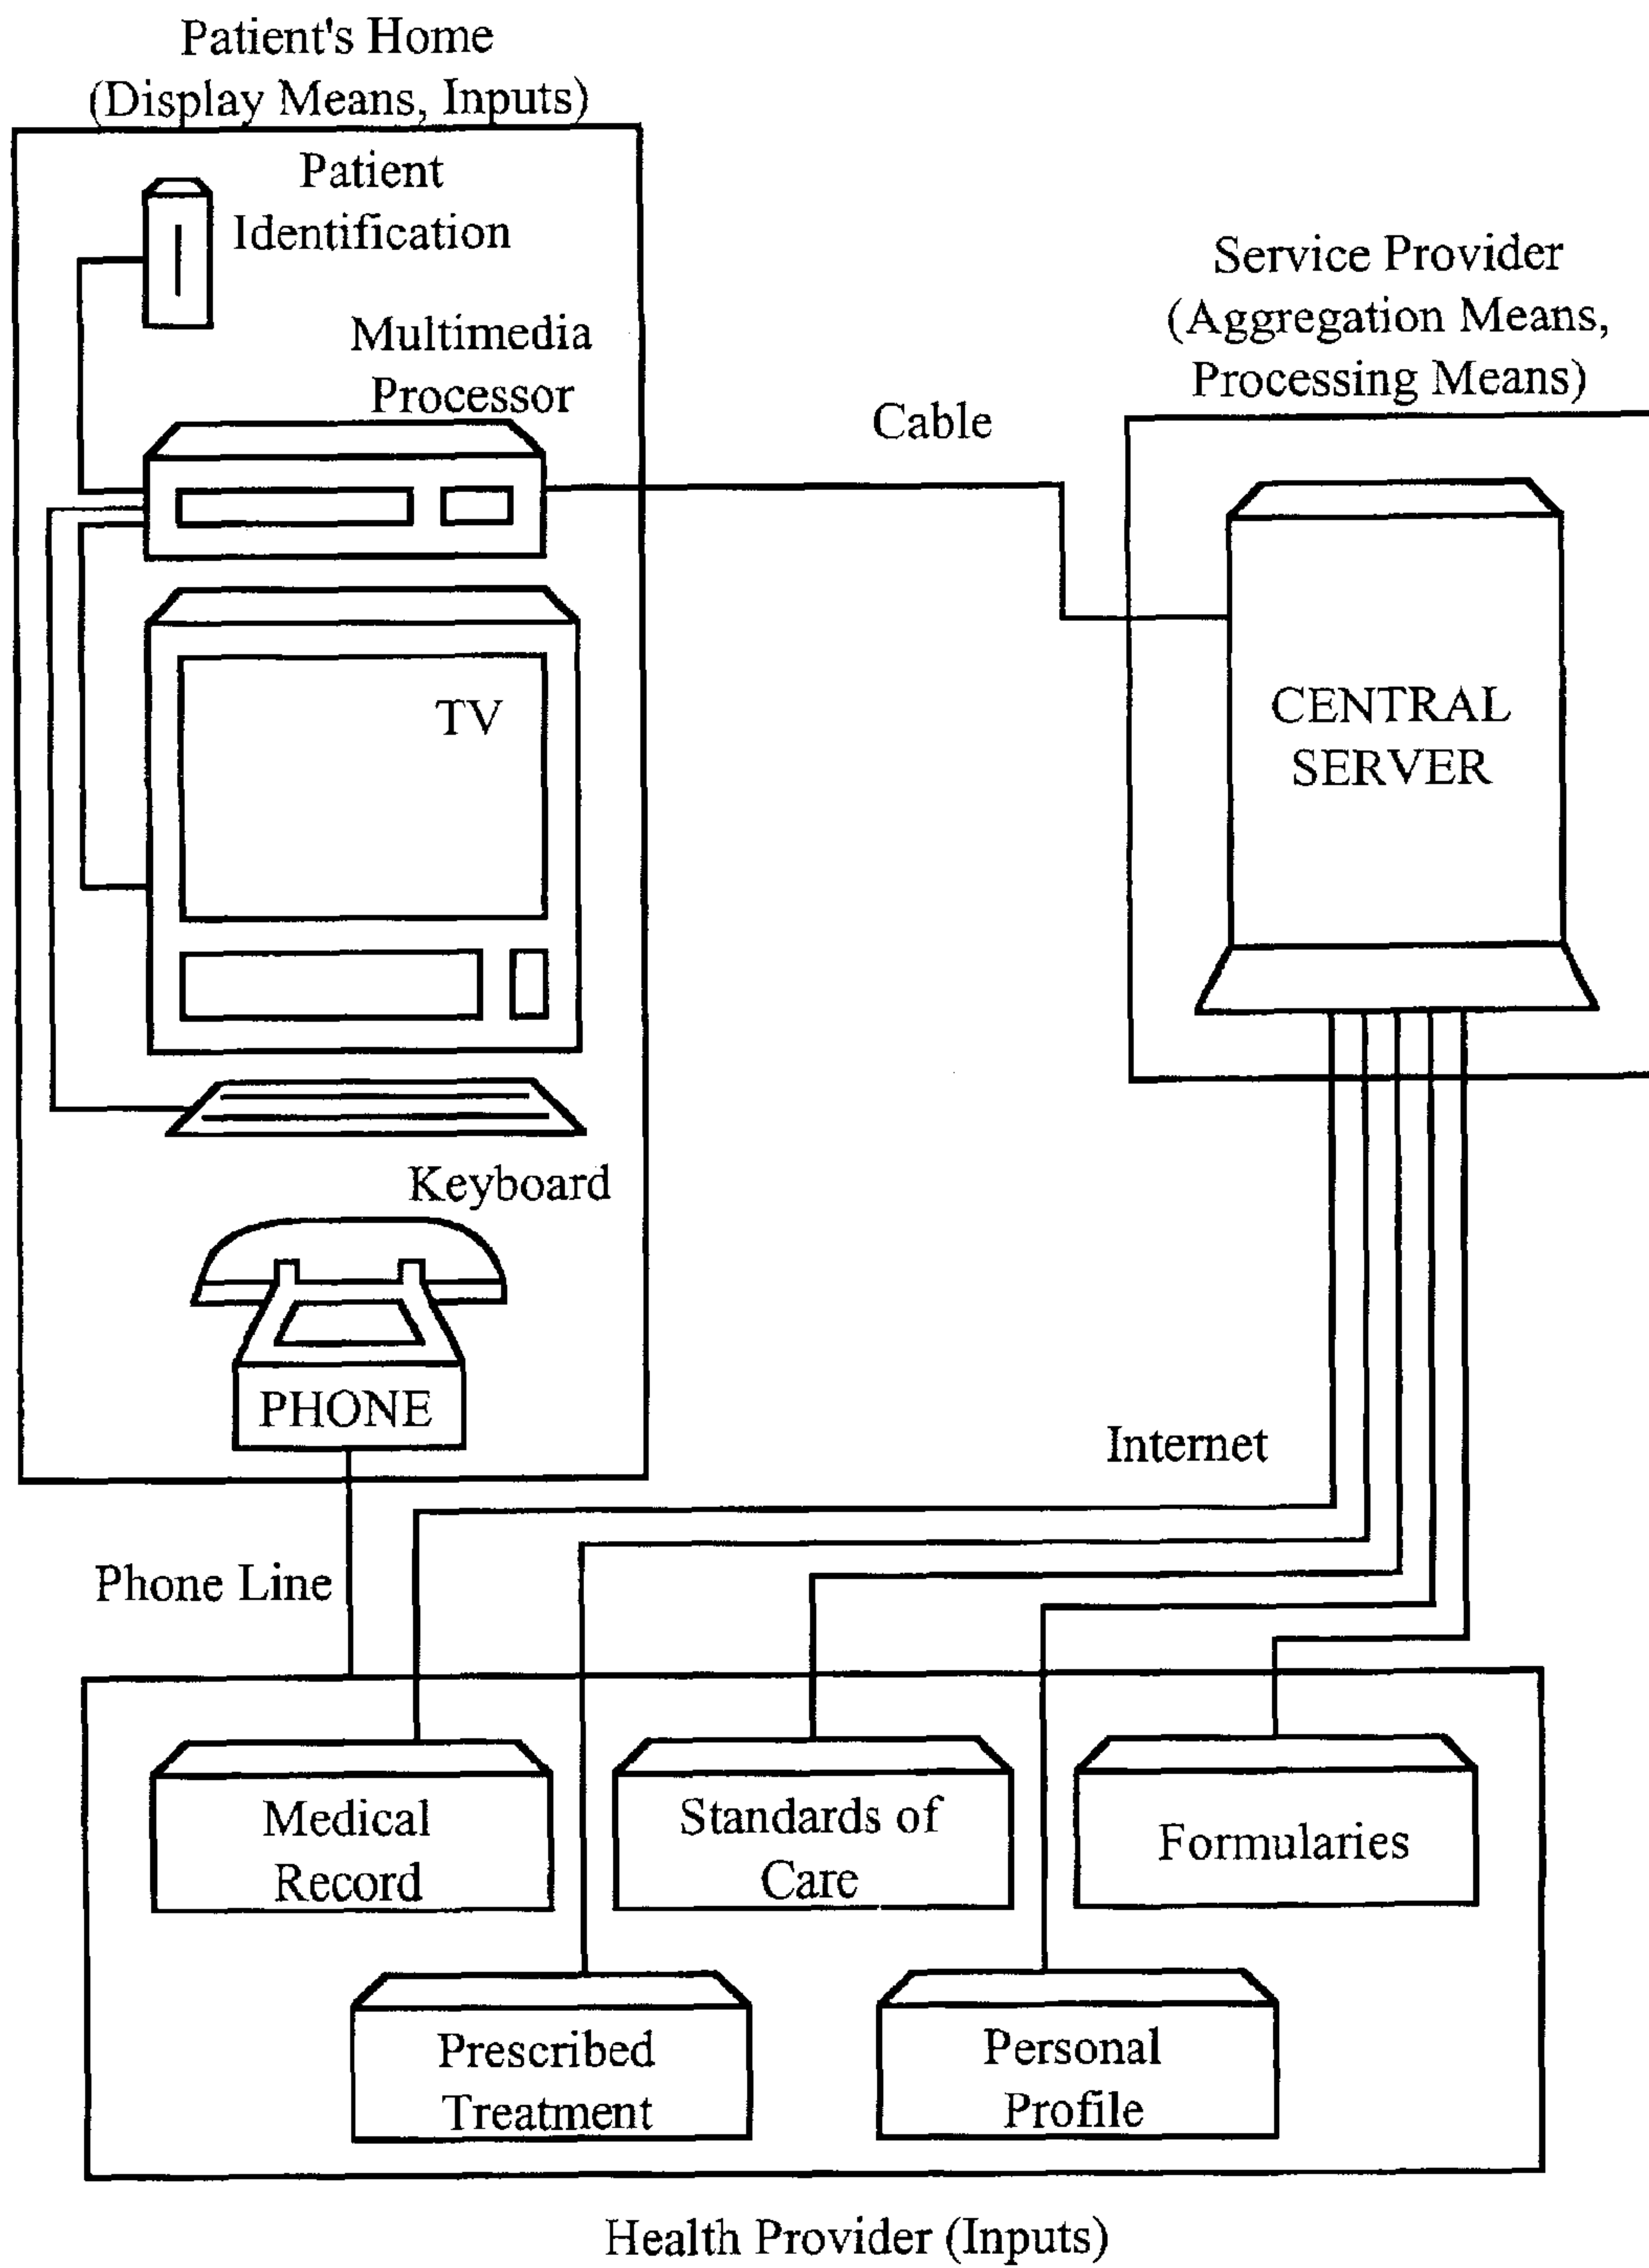 Patient's Home
(Display Means, Inputs)
Patient
Identification
Multimedia
Processor
TV
Keyboard
PHONE
Cable
Service Provider
(Aggregation Means,
Processing Means)
CENTRAL
SERVER
Internet
Phone Line
Medical
Record
Standards of
Care
Formularies
Prescribed
Treatment
Personal
Profile
Health Provider (Inputs)